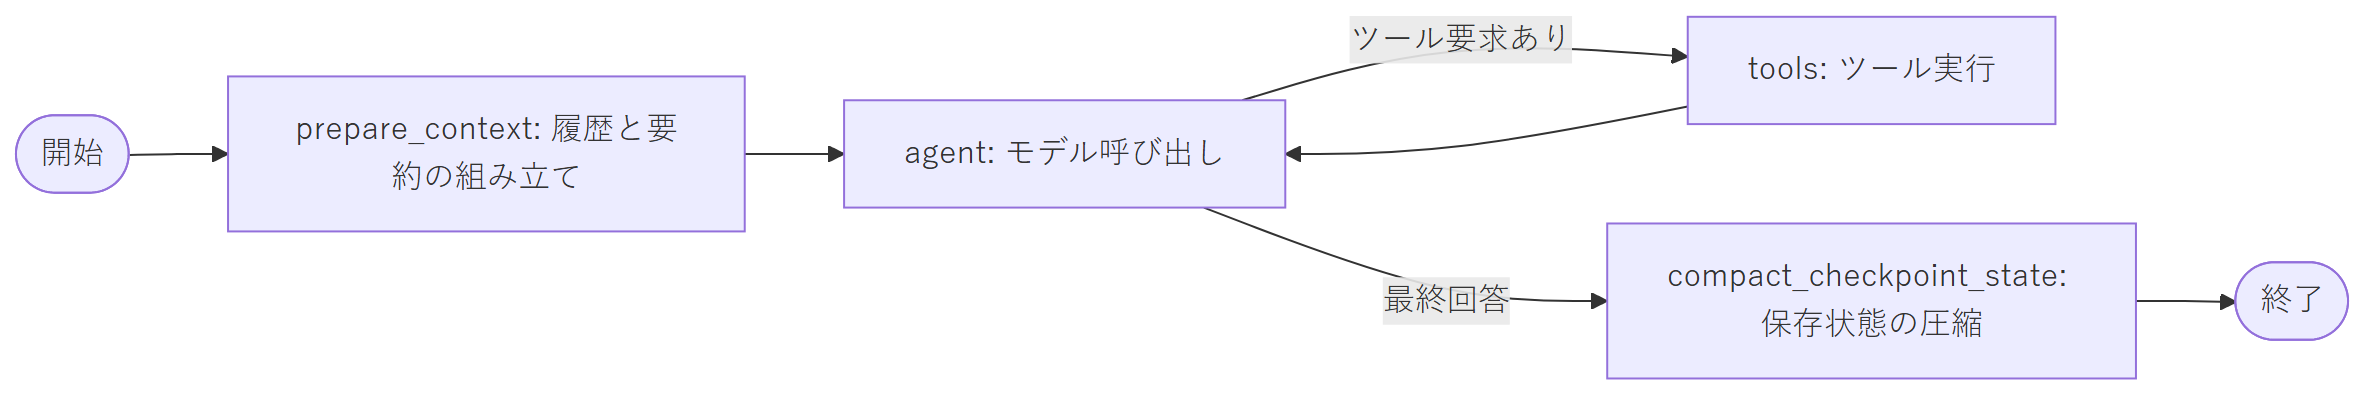 開始
prepare_context: 履歴と要
約の組み立て
agent: モデル呼び出し
ツール要求あり
tools: ツール実行
最終回答
compact_checkpoint_state:
保存状態の圧縮
終了